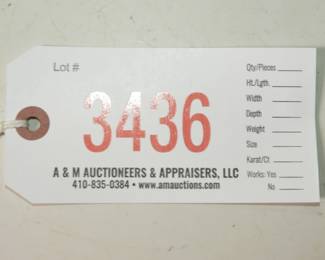 Lot #
3436
A & M AUCTIONEERS & APPRAISERS, LLC
410-835-0384 • www.amauctions.com
Qty/Pieces
Ht./Lgth.
Width
Depth
Weight
Size
Karat/Ct
Works: Yes
No